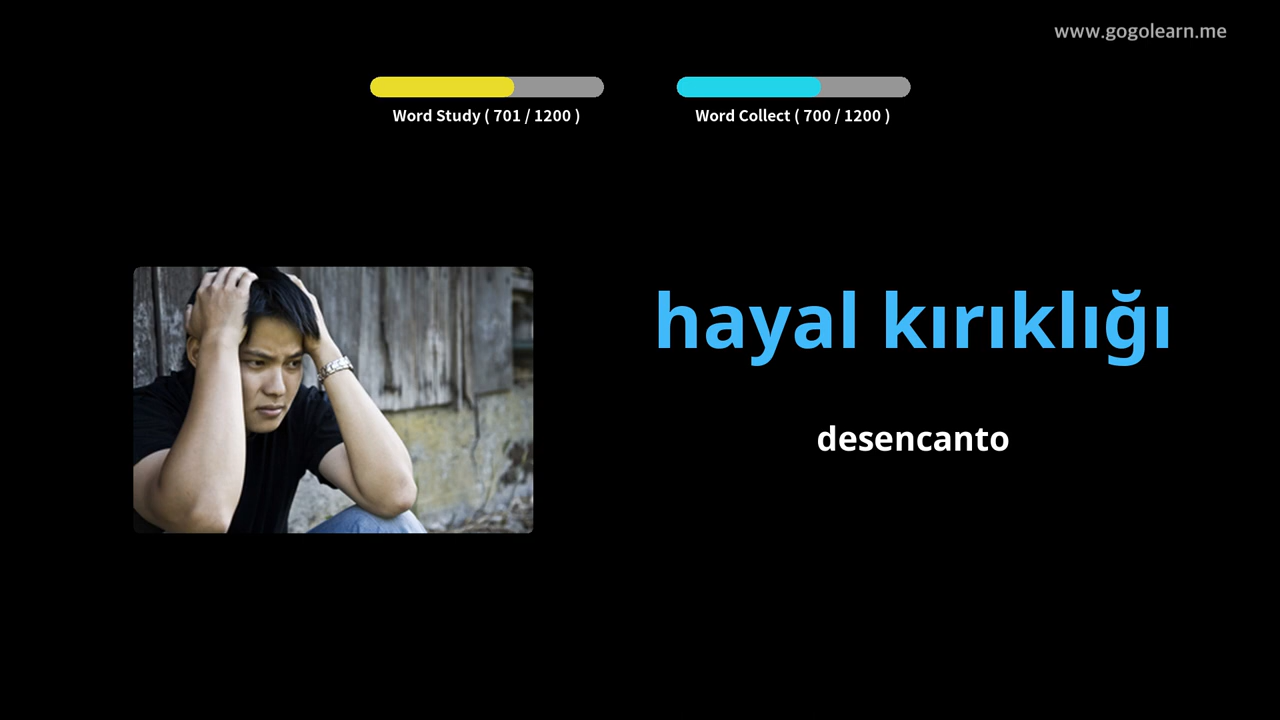 www.gogolearn.me
Word Study ( 701 / 1200 )
Word Collect ( 700 / 1200 )
hayal kırıklığı
desencanto